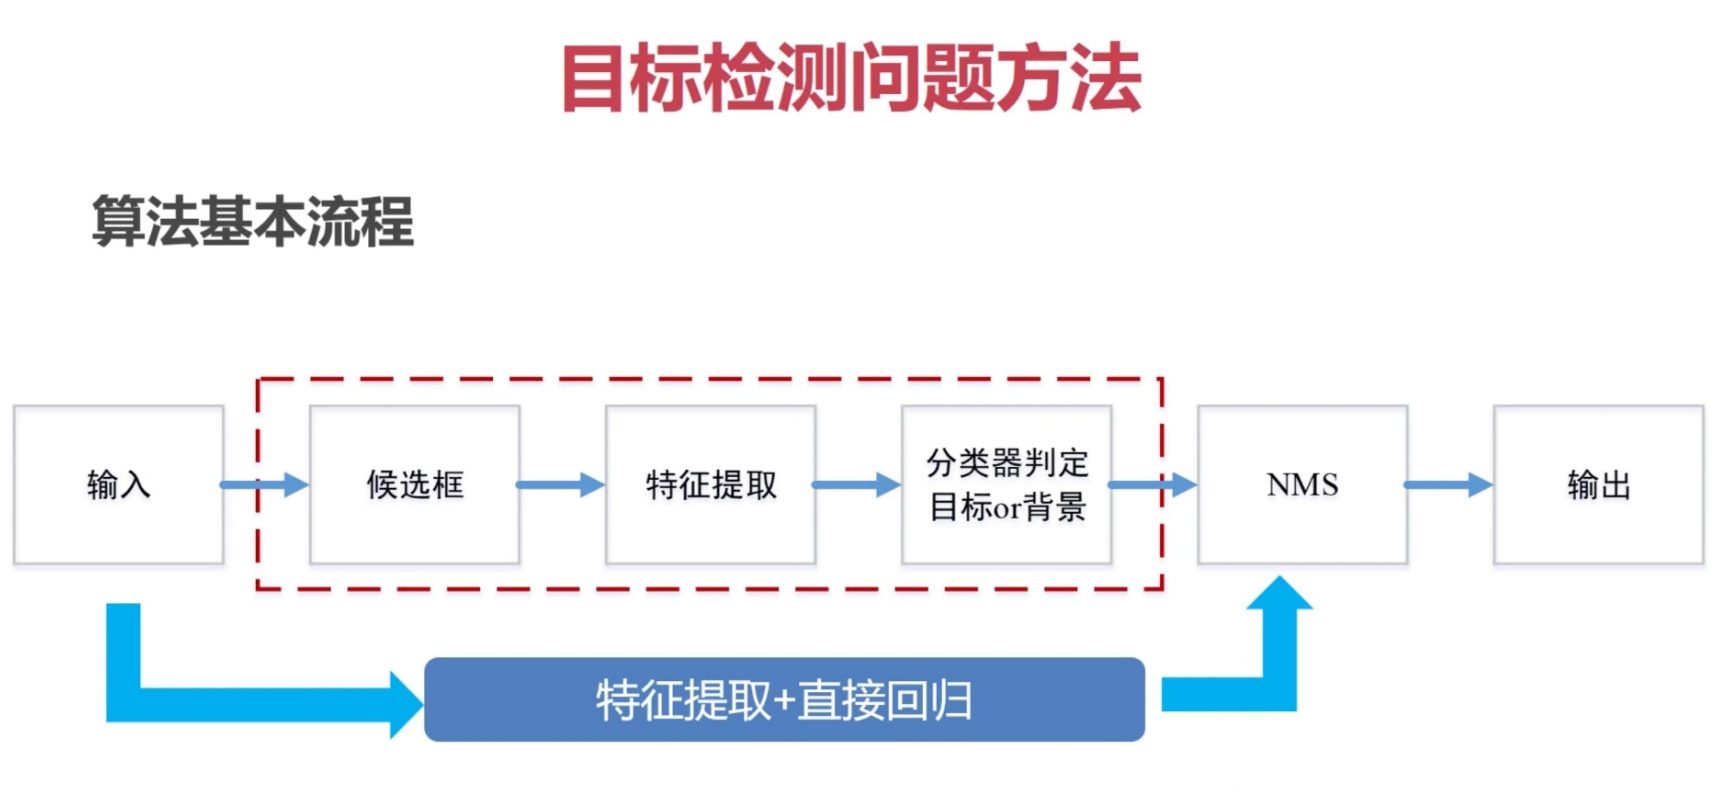 目标检测问题方法
算法基本流程
输入
候选框
特征提取
分类器判定
目标or背景
NMS
输出
特征提取+直接回归